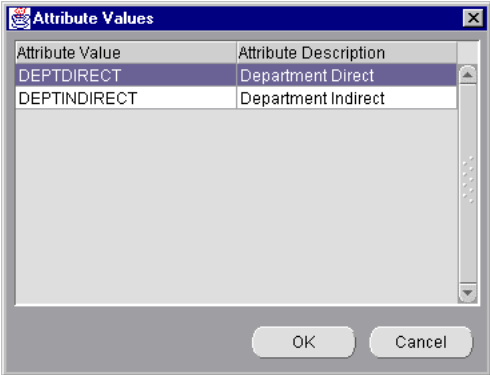 Attribute Values
Attribute Value Attribute Description
DEPTDIRECT Department Direct
DEPTINDIRECT Department Indirect
OK Cancel